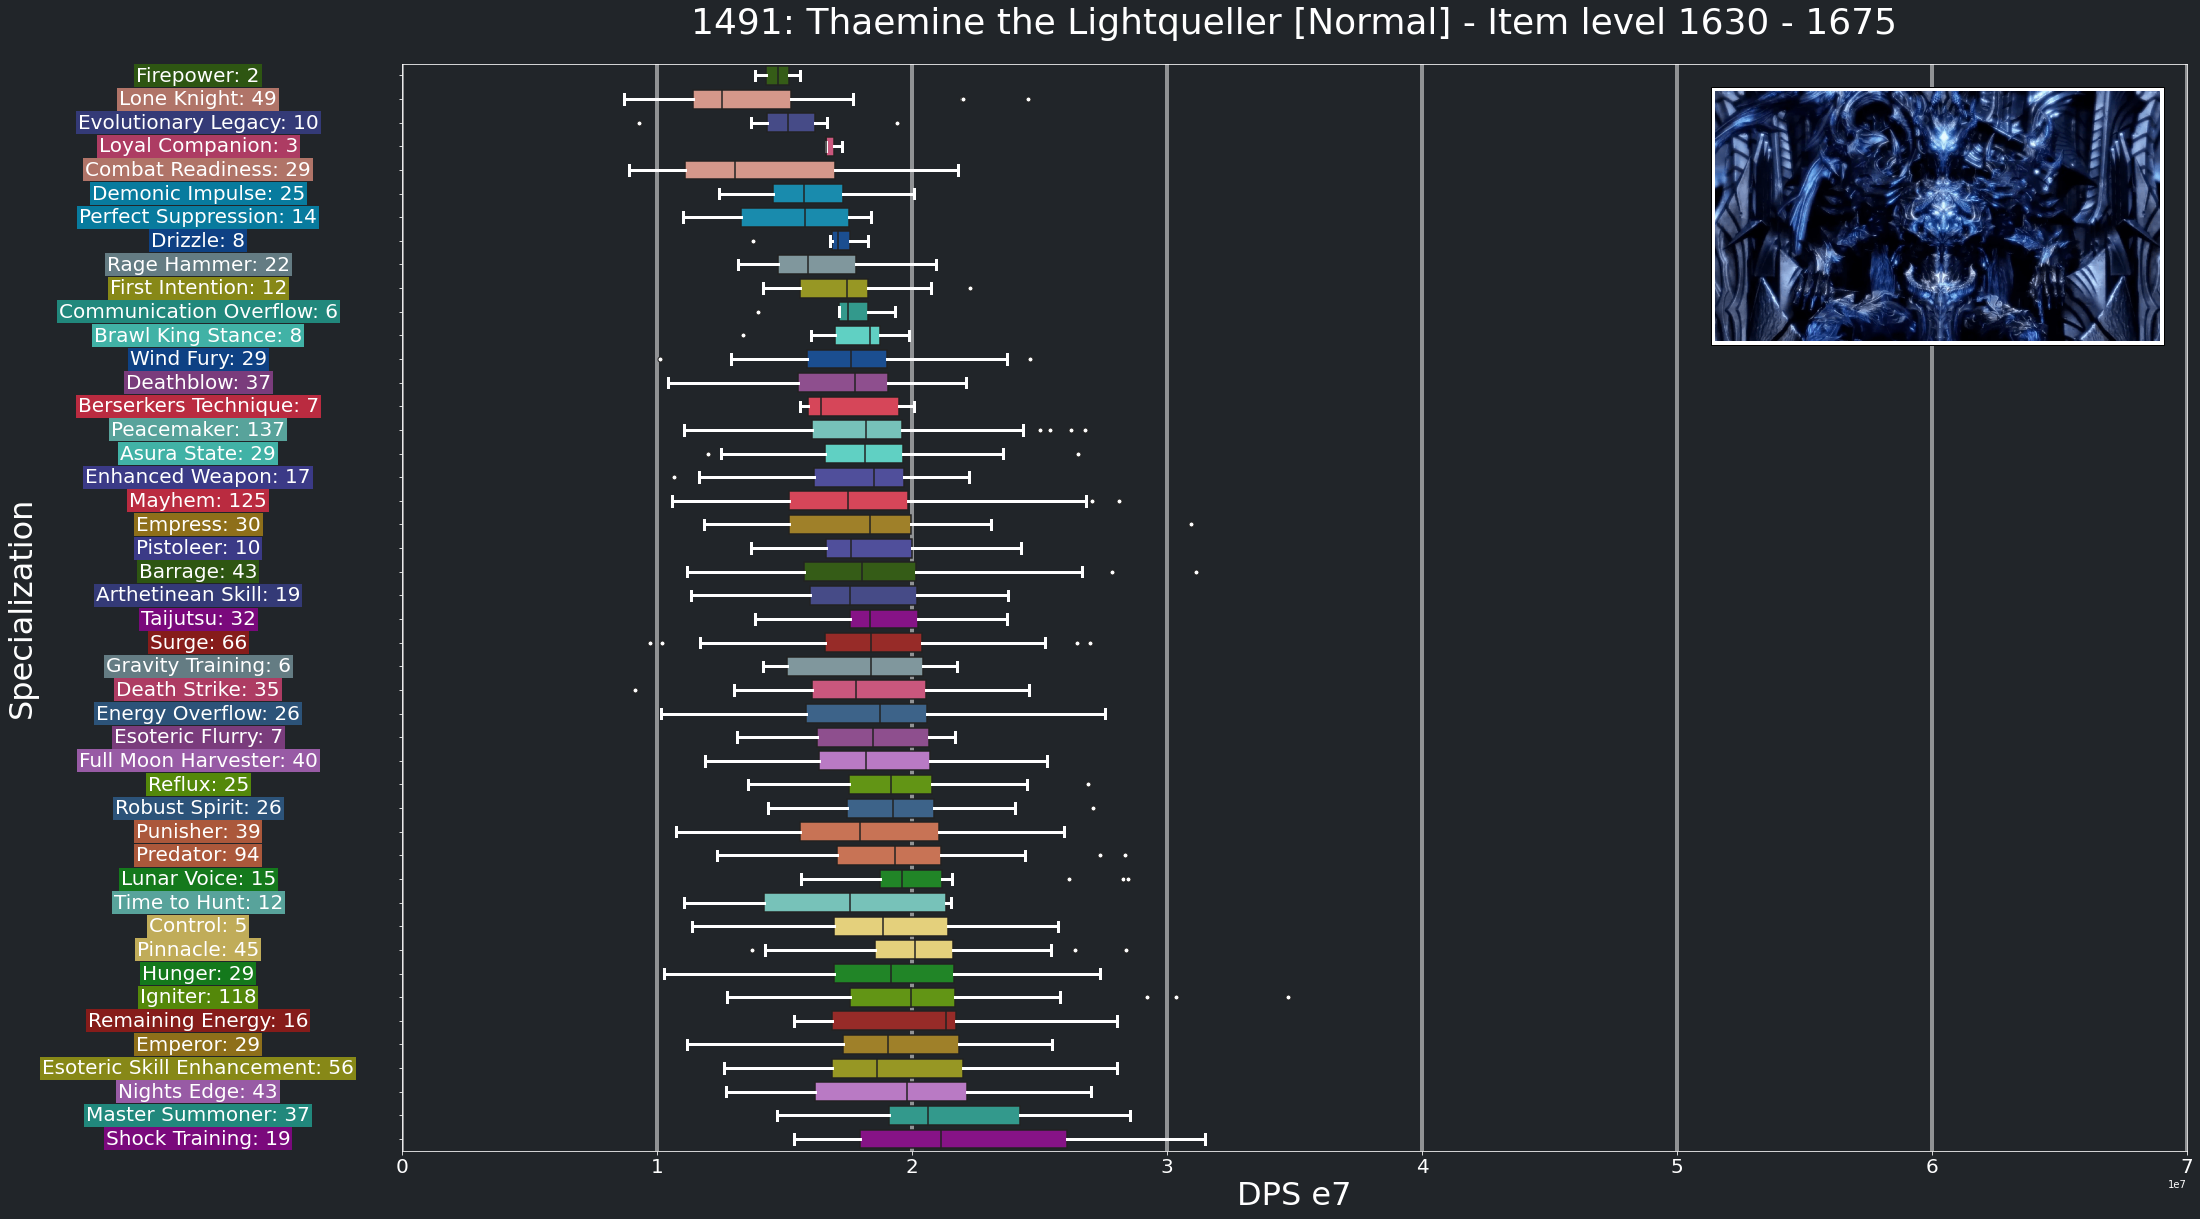 1491: Thaemine the Lightqueller [Normal] - Item level 1630 - 1675
Firepower: 2
Lone Knight: 49
Evolutionary Legacy: 10
Loyal Companion: 3
Combat Readiness: 29
Demonic Impulse: 25
Perfect Suppression: 14
Drizzle: 8
Rage Hammer: 22
First Intention: 12
Communication Overflow: 6
Brawl King Stance: 8
Wind Fury: 29
Deathblow: 37
Berserkers Technique: 7
Peacemaker: 137
Asura State: 29
Enhanced Weapon: 17
Mayhem: 125
Empress: 30
Pistoleer: 10
Barrage: 43
Arthetinean Skill: 19
Taijutsu: 32
Surge: 66
Gravity Training: 6
Death Strike: 35
Energy Overflow: 26
Esoteric Flurry: 7
Full Moon Harvester: 40
Reflux: 25
Robust Spirit: 26
Punisher: 39
Predator: 94
Lunar Voice: 15
Time to Hunt: 12
Control: 5
Pinnacle: 45
Hunger: 29
Igniter: 118
Remaining Energy: 16
Emperor: 29
Esoteric Skill Enhancement: 56
Nights Edge: 43
Master Summoner: 37
Shock Training: 19
Specialization
0 1 2 3 4 5 6 7
1e7
DPS e7